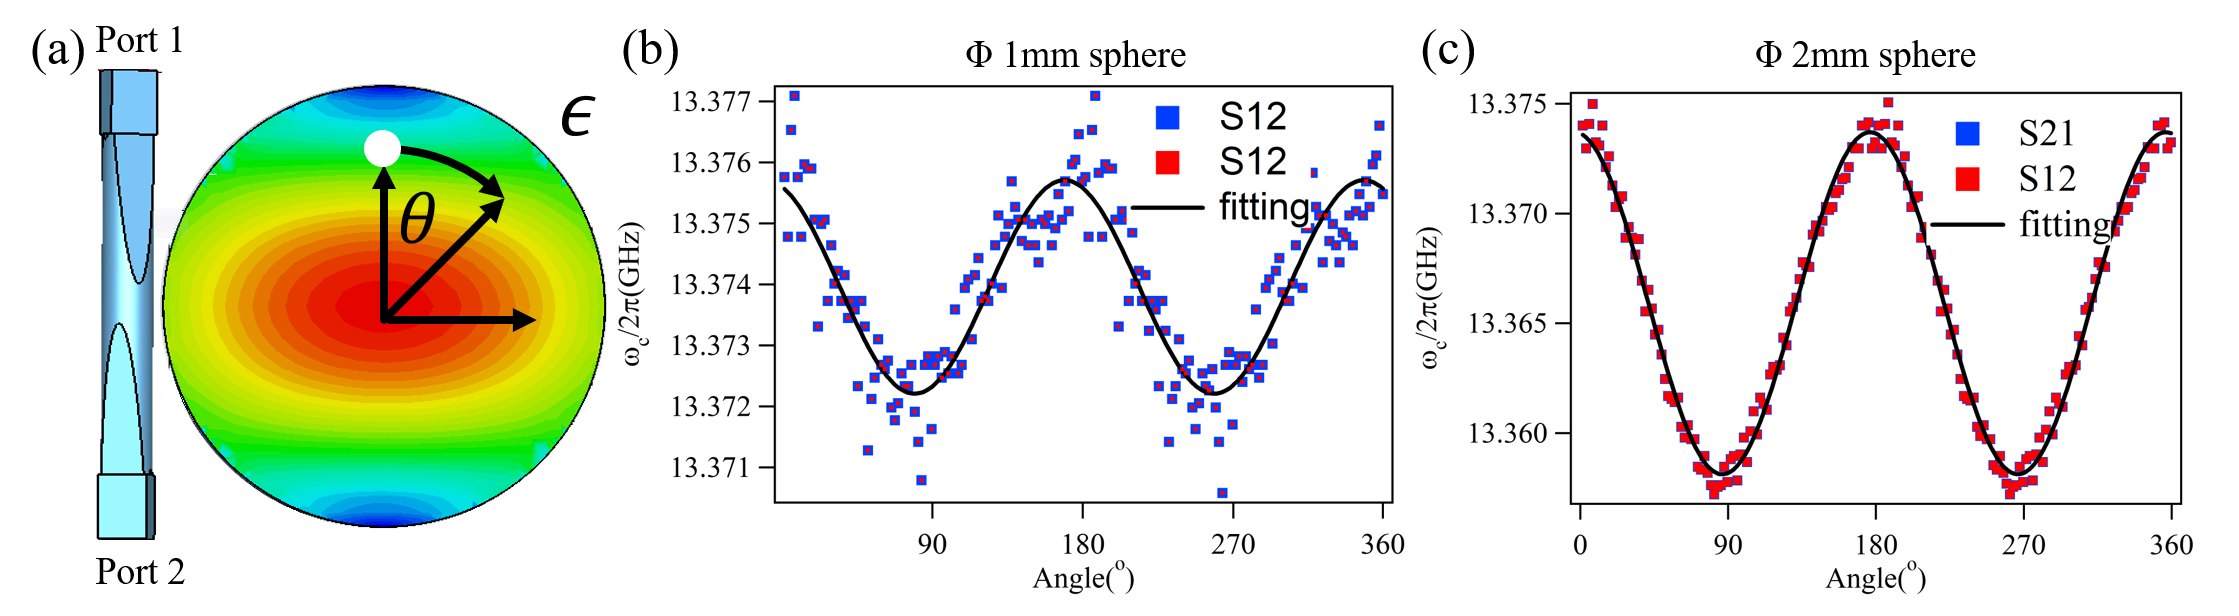 (a)
Port 1
ϵ
θ
Port 2
(b)
Φ 1mm sphere
13.377
13.376
13.375
13.374
13.373
13.372
13.371
ωc/2π(GHz)
S12
S12
fitting
90 180 270 360
Angle(°)
(c)
Φ 2mm sphere
13.375
13.370
13.365
13.360
ωc/2π(GHz)
S21
S12
fitting
0 90 180 270 360
Angle(°)